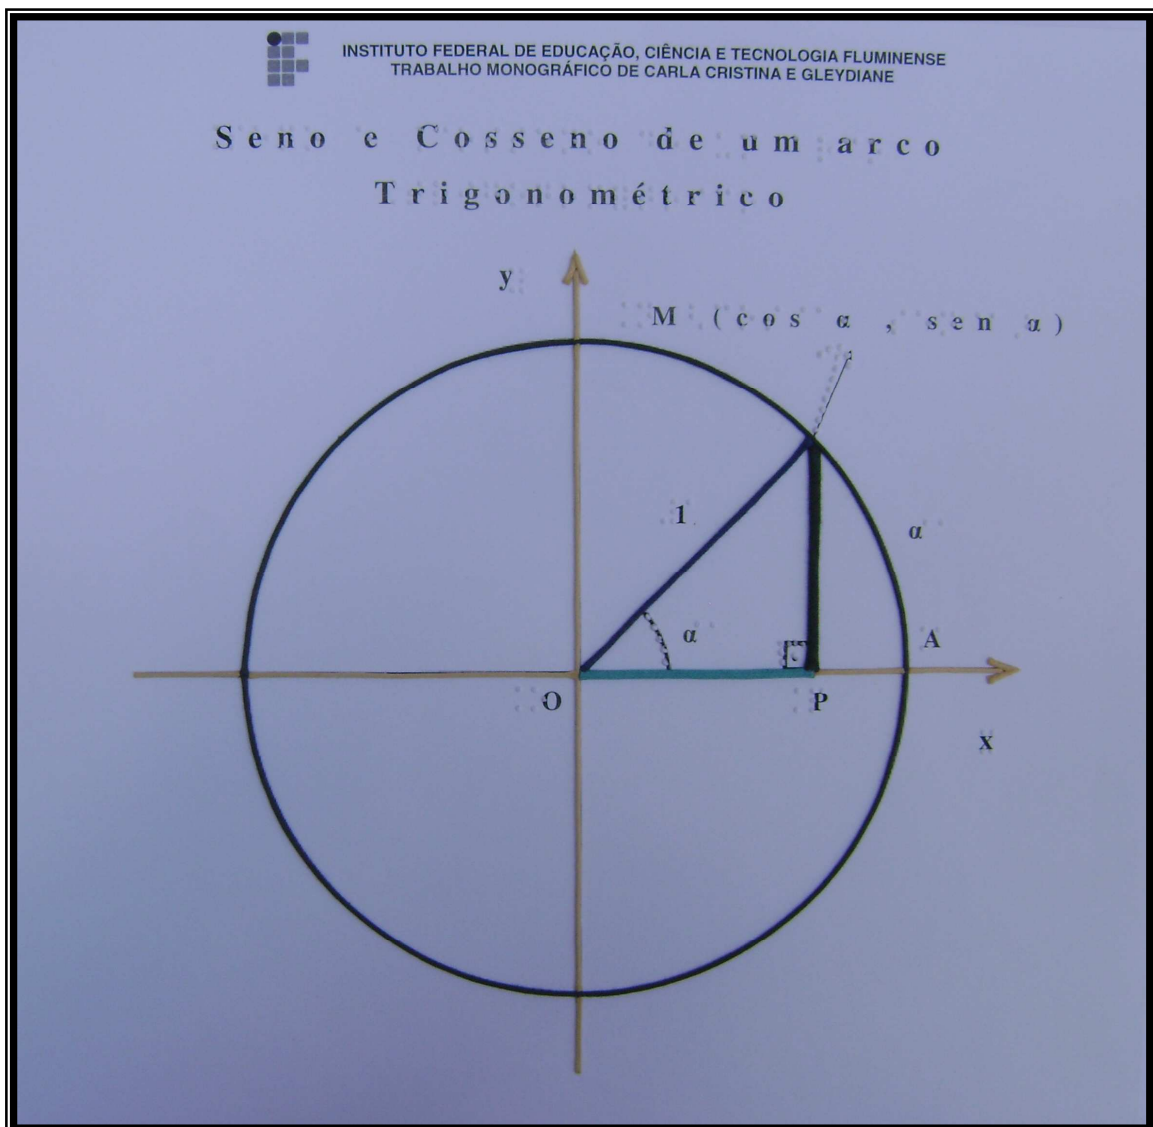 INSTITUTO FEDERAL DE EDUCAÇÃO, CIÊNCIA E TECNOLOGIA FLUMINENSE
TRABALHO MONOGRÁFICO DE CARLA CRISTINA E GLEYDIANE
Seno e Cosseno de um arco
Trigonométrico
y
M (cos α , sen α)
1
α
α
A
O
P
x